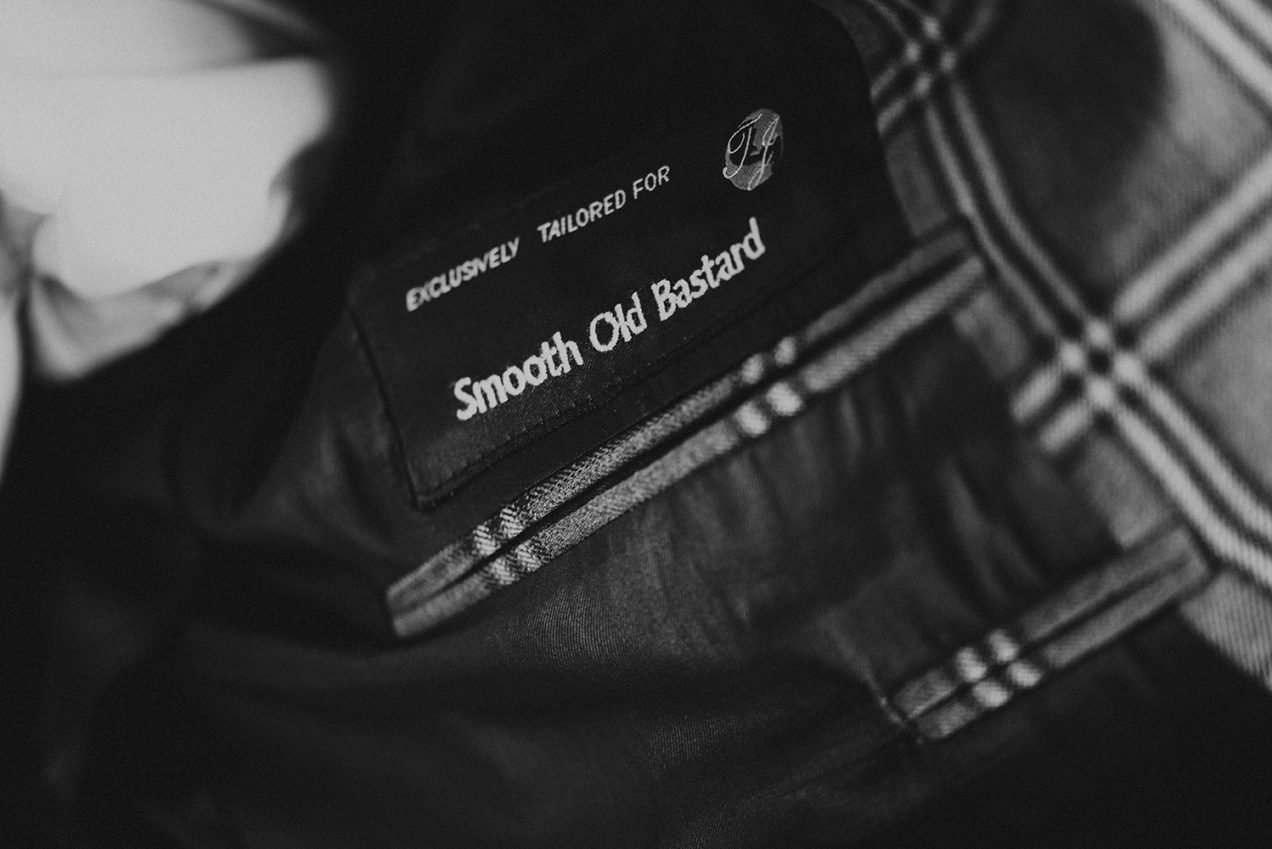 EXCLUSIVELY TAILORED FOR
Smooth Old Bastard